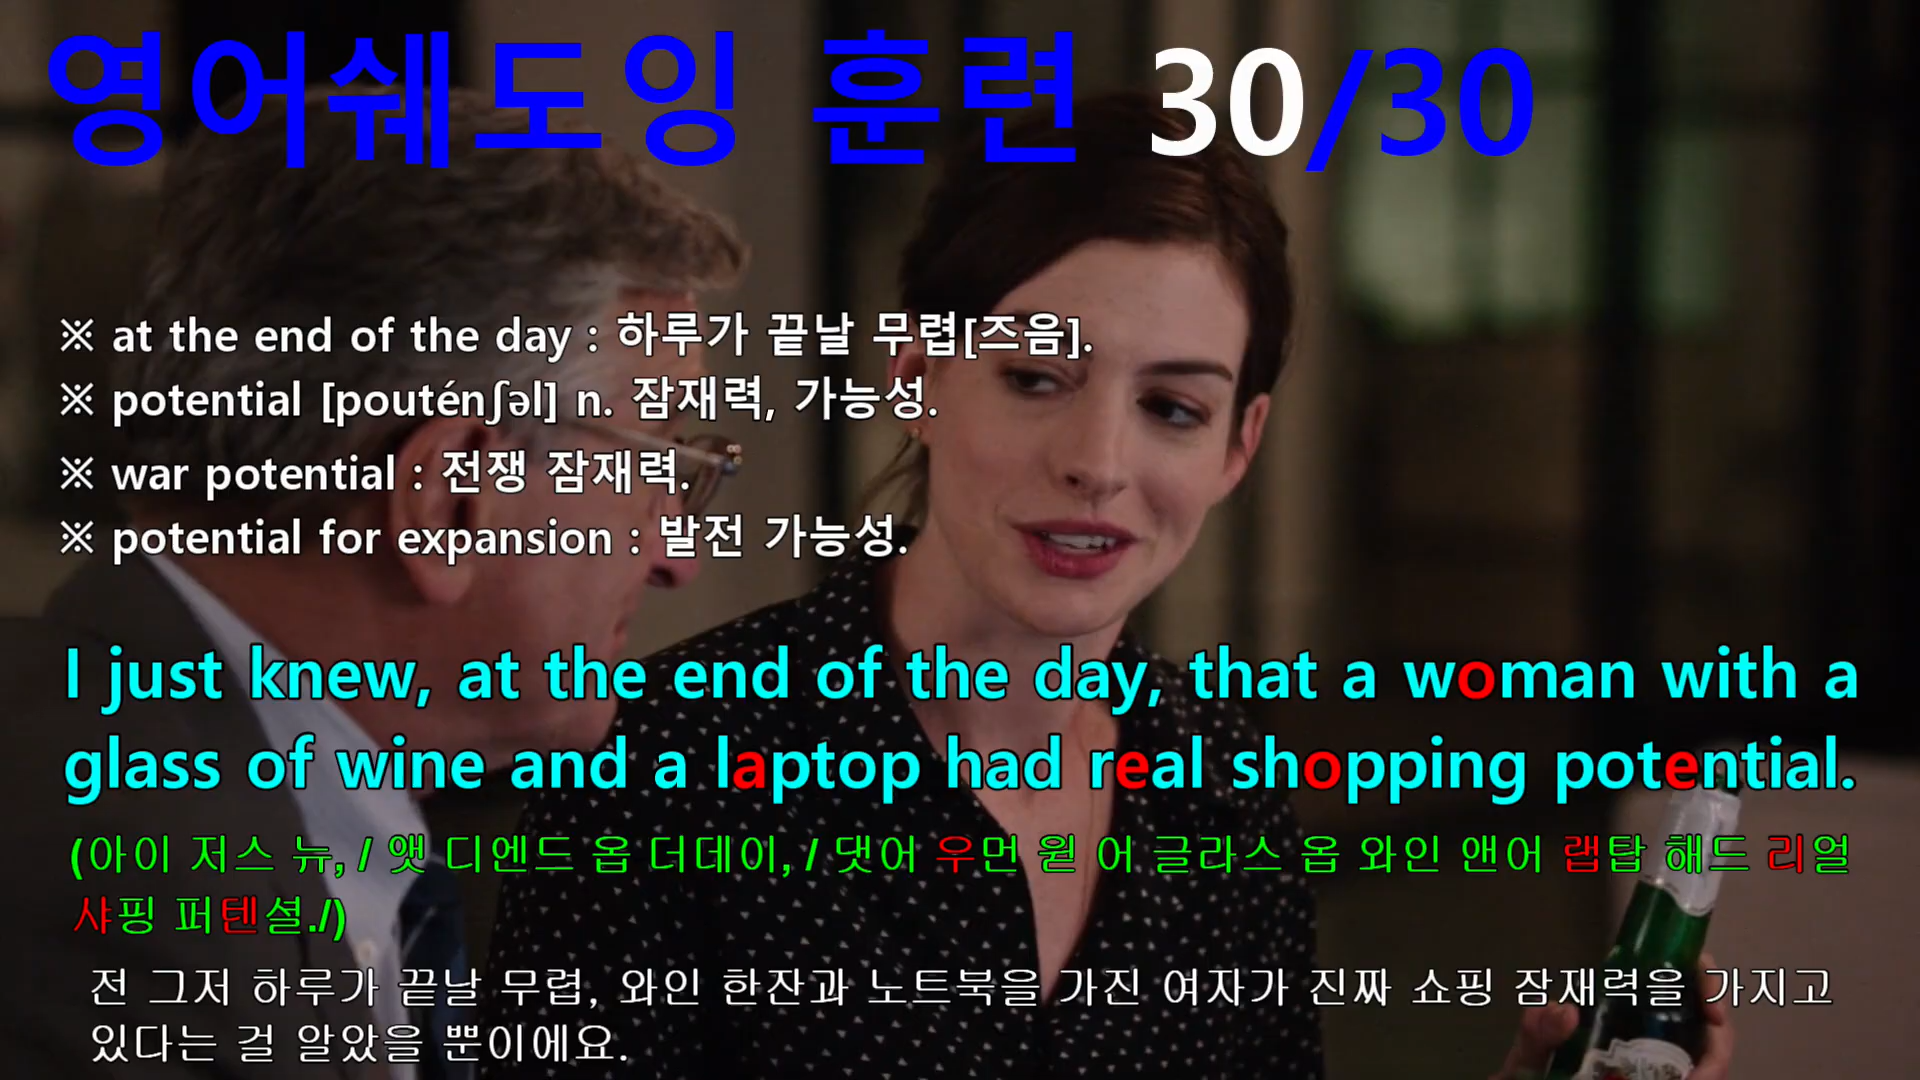 영어쉐도잉 훈련 30/30
※ at the end of the day : 하루가 끝날 무렵[즈음].
※ potential [pouténʃəl] n. 잠재력, 가능성.
※ war potential : 전쟁 잠재력.
※ potential for expansion : 발전 가능성.
I just knew, at the end of the day, that a woman with a
glass of wine and a laptop had real shopping potential.
(아이 저스 뉴, / 앳 디엔드 옵 더데이, / 댓어 우먼 윋 어 글라스 옵 와인 앤어 랩탑 해드 리얼
샤핑 퍼텐셜./)
전 그저 하루가 끝날 무렵, 와인 한잔과 노트북을 가진 여자가 진짜 쇼핑 잠재력을 가지고
있다는 걸 알았을 뿐이에요.